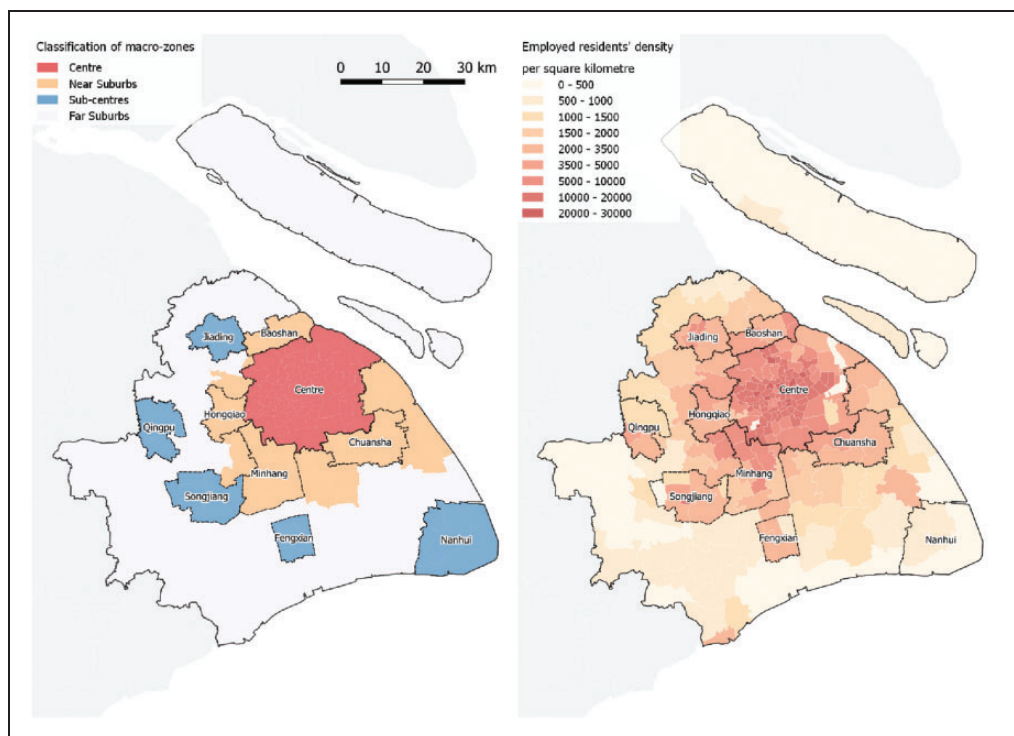 Classification of macro-zones
Centre
Near Suburbs
Sub-centres
Far Suburbs
0 10 20 30 km
Jiading
Baoshan
Centre
Hongqiao
Qingpu
Chuansha
Minhang
Songjiang
Fengxian
Nanhui
Employed residents' density
per square kilometre
0 - 500
500 - 1000
1000 - 1500
1500 - 2000
2000 - 3500
3500 - 5000
5000 - 10000
10000 - 20000
20000 - 30000
Jiading
Baoshan
Centre
Hongqiao
Qingpu
Chuansha
Minhang
Songjiang
Fengxian
Nanhui